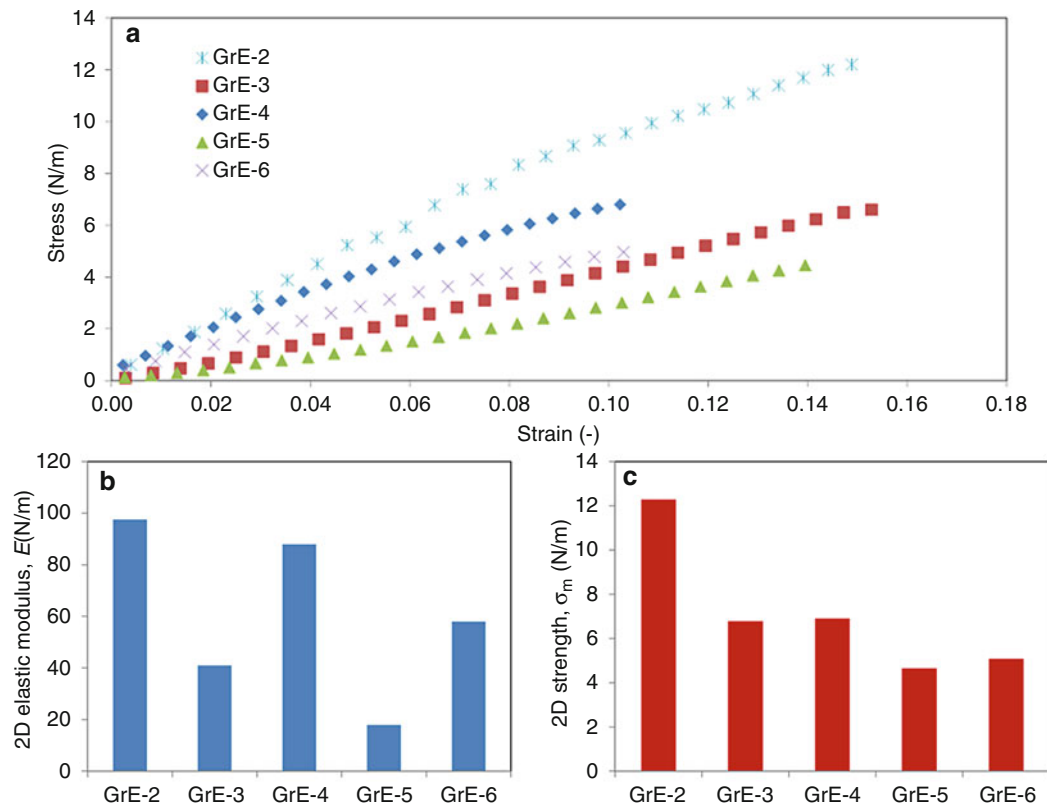 a
GrE-2
GrE-3
GrE-4
GrE-5
GrE-6
Stress (N/m)
14
12
10
8
6
4
2
0
0.00 0.02 0.04 0.06 0.08 0.10 0.12 0.14 0.16 0.18
Strain (-)
b
2D elastic modulus, E(N/m)
120
100
80
60
40
20
0
GrE-2 GrE-3 GrE-4 GrE-5 GrE-6
c
2D strength, σm (N/m)
14
12
10
8
6
4
2
0
GrE-2 GrE-3 GrE-4 GrE-5 GrE-6